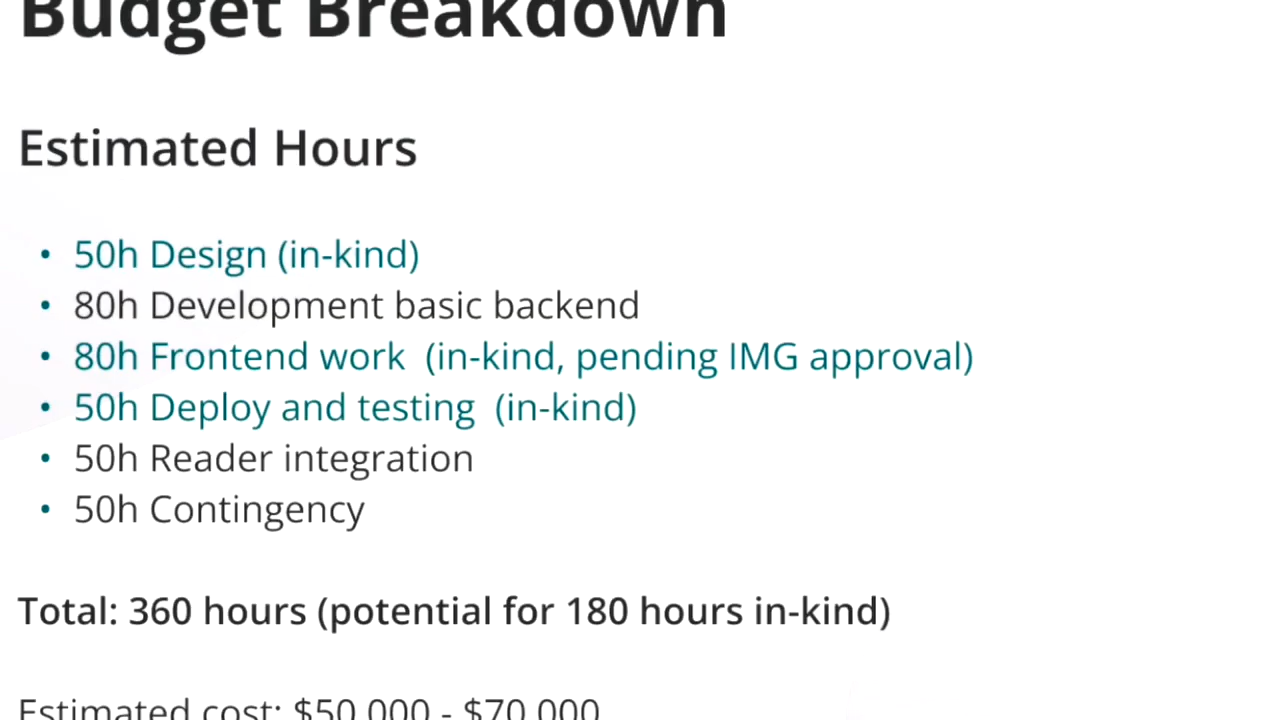 Budget Breakdown
Estimated Hours
• 50h Design (in-kind)
• 80h Development basic backend
• 80h Frontend work (in-kind, pending IMG approval)
• 50h Deploy and testing (in-kind)
• 50h Reader integration
• 50h Contingency
Total: 360 hours (potential for 180 hours in-kind)
Estimated cost: $50,000 - $70,000